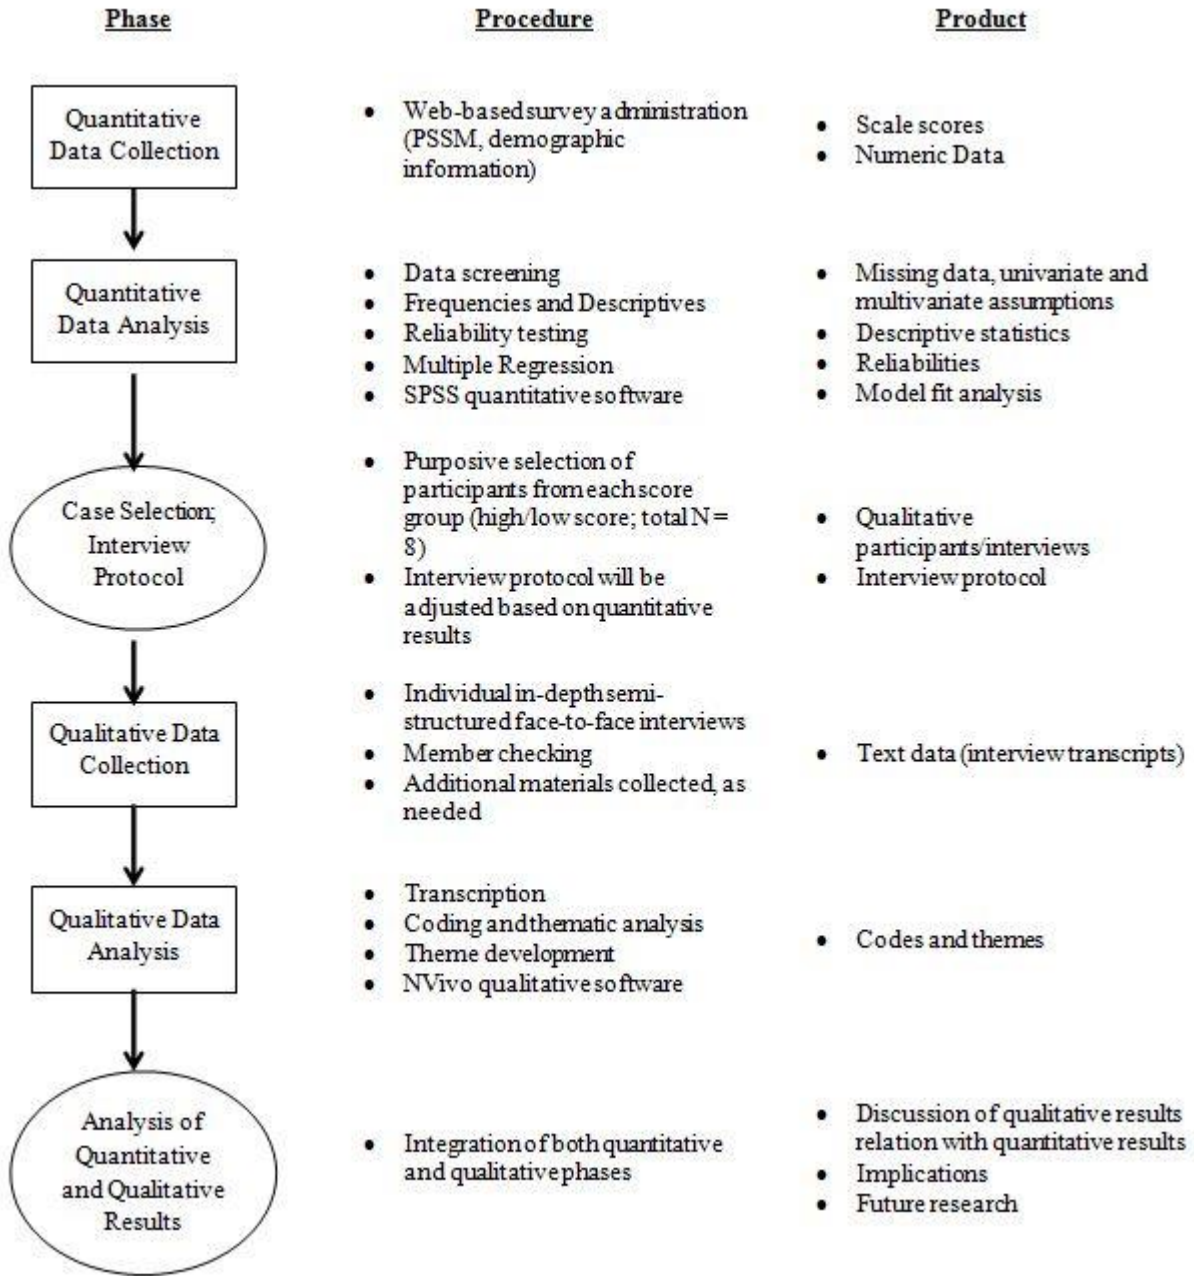 Phase
Procedure
Product
Quantitative
Data Collection
• Web-based survey administration
(PSSM, demographic
information)
• Scale scores
• Numeric Data
Quantitative
Data Analysis
• Data screening
• Frequencies and Descriptives
• Reliability testing
• Multiple Regression
• SPSS quantitative software
• Missing data, univariate and
multivariate assumptions
• Descriptive statistics
• Reliabilities
• Model fit analysis
Case Selection;
Interview
Protocol
• Purposive selection of
participants from each score
group (high/low score; total N =
8)
• Interview protocol will be
adjusted based on quantitative
results
• Qualitative
participants/interviews
• Interview protocol
Qualitative Data
Collection
• Individual in-depth semi-
structured face-to-face interviews
• Member checking
• Additional materials collected, as
needed
• Text data (interview transcripts)
Qualitative Data
Analysis
• Transcription
• Coding and thematic analysis
• Theme development
• NVivo qualitative software
• Codes and themes
Analysis of
Quantitative
and Qualitative
Results
• Integration of both quantitative
and qualitative phases
• Discussion of qualitative results
relation with quantitative results
• Implications
• Future research